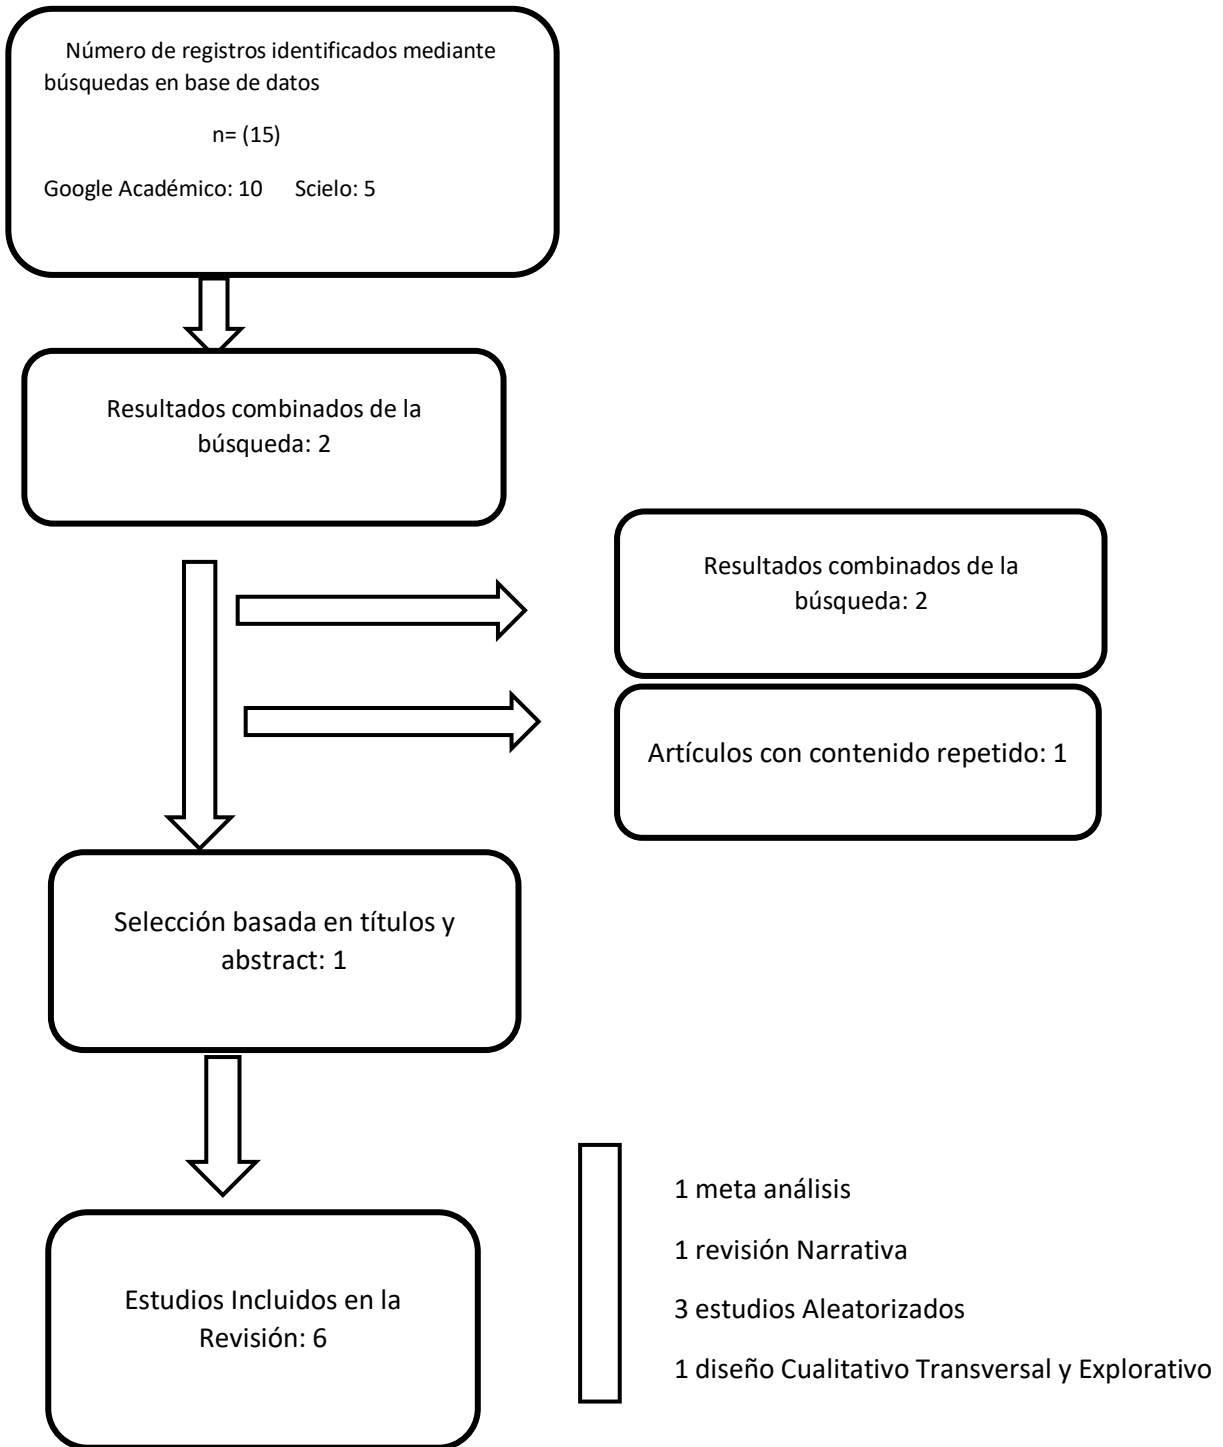 Número de registros identificados mediante
búsquedas en base de datos
n= (15)
Google Académico: 10 Scielo: 5
Resultados combinados de la
búsqueda: 2
Resultados combinados de la
búsqueda: 2
Artículos con contenido repetido: 1
Selección basada en títulos y
abstract: 1
Estudios Incluidos en la
Revisión: 6
1 meta análisis
1 revisión Narrativa
3 estudios Aleatorizados
1 diseño Cualitativo Transversal y Explorativo